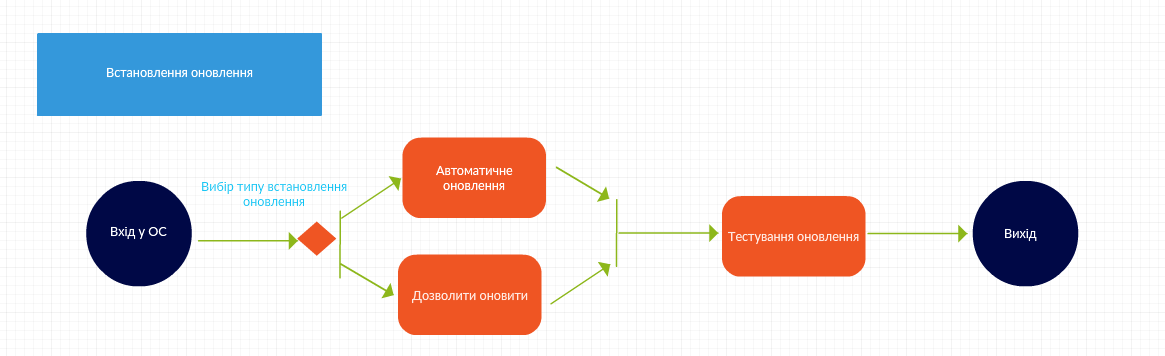 Встановлення оновлення
Вибір типу встановлення
оновлення
Автоматичне
оновлення
Вхід у ОС
Дозволити оновити
Тестування оновлення
Вихід